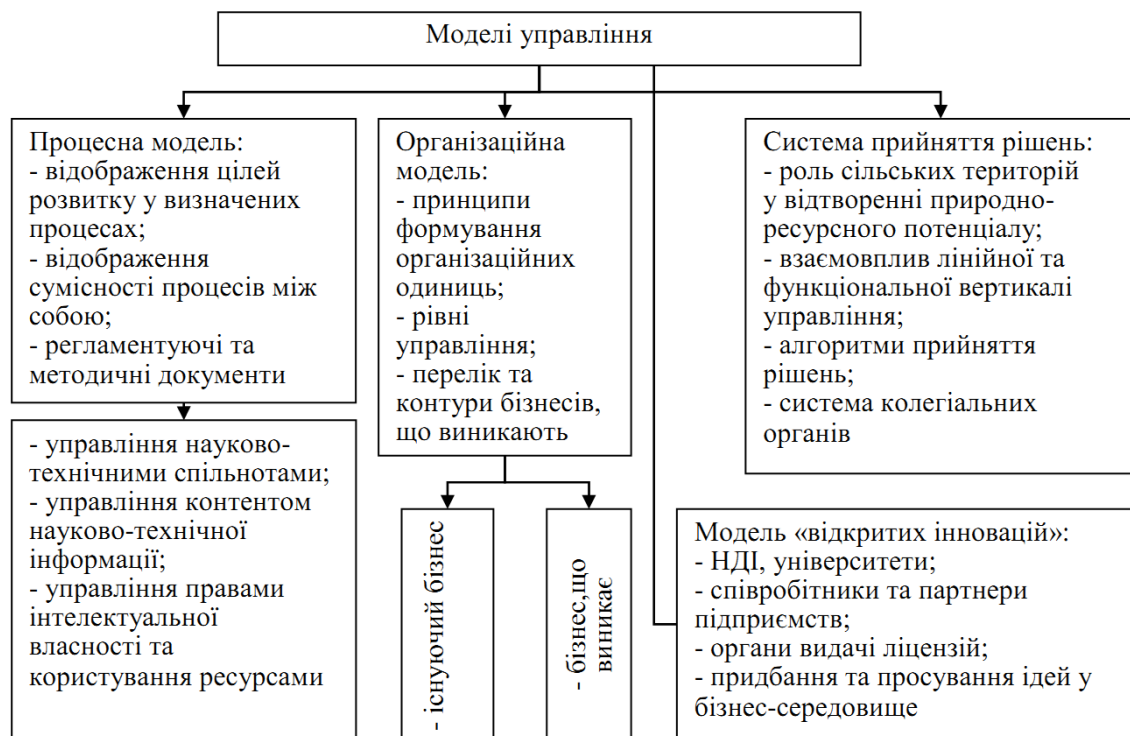 Моделі управління
Процесна модель:
- відображення цілей
розвитку у визначених
процесах;
- відображення
сумісності процесів між
собою;
- регламентуючі та
методичні документи
Організаційна
модель:
- принципи
формування
організаційних
одиниць;
- рівні
управління;
- перелік та
контури бізнесів,
що виникають
Система прийняття рішень:
- роль сільських територій
у відтворенні природно-
ресурсного потенціалу;
- взаємовплив лінійної та
функціональної вертикалі
управління;
- алгоритми прийняття
рішень;
- система колегіальних
органів
- управління науково-
технічними спільнотами;
- управління контентом
науково-технічної
інформації;
- управління правами
інтелектуальної
власності та
користування ресурсами
- існуючий бізнес
- бізнес,що
виникає
Модель «відкритих інновацій»:
- НДІ, університети;
- співробітники та партнери
підприємств;
- органи видачі ліцензій;
- придбання та просування ідей у
бізнес-середовище